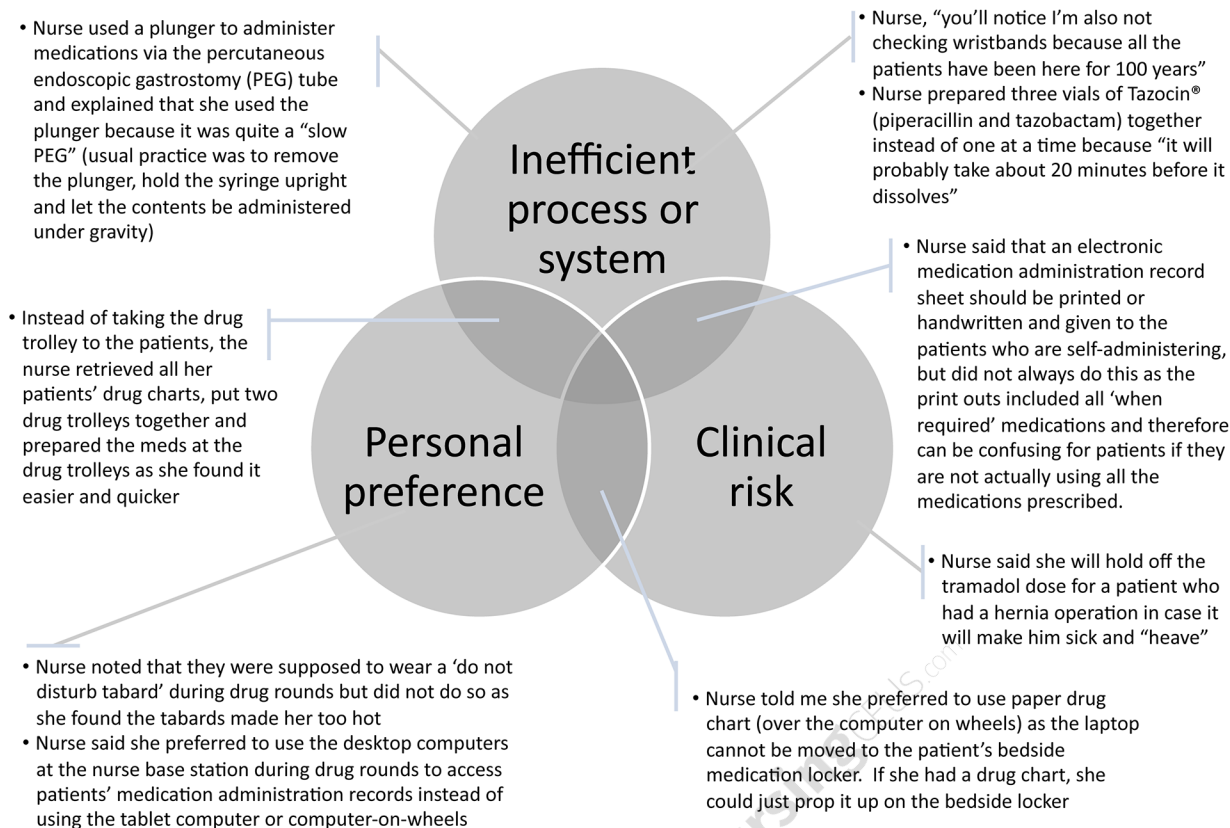 • Nurse used a plunger to administer
medications via the percutaneous
endoscopic gastrostomy (PEG) tube
and explained that she used the
plunger because it was quite a “slow
PEG” (usual practice was to remove
the plunger, hold the syringe upright
and let the contents be administered
under gravity)
• Nurse, “you’ll notice I’m also not
checking wristbands because all the
patients have been here for 100 years”
• Nurse prepared three vials of Tazocin®
(piperacillin and tazobactam) together
instead of one at a time because “it will
probably take about 20 minutes before it
dissolves”
Inefficient
process or
system
• Nurse said that an electronic
medication administration record
sheet should be printed or
handwritten and given to the
patients who are self-administering,
but did not always do this as the
print outs included all ‘when
required’ medications and therefore
can be confusing for patients if they
are not actually using all the
medications prescribed.
• Instead of taking the drug
trolley to the patients, the
nurse retrieved all her
patients’ drug charts, put two
drug trolleys together and
prepared the meds at the
drug trolleys as she found it
easier and quicker
Personal
preference
Clinical
risk
• Nurse said she will hold off the
tramadol dose for a patient who
had a hernia operation in case it
will make him sick and “heave”
• Nurse noted that they were supposed to wear a ‘do not
disturb tabard’ during drug rounds but did not do so as
she found the tabards made her too hot
• Nurse said she preferred to use the desktop computers
at the nurse base station during drug rounds to access
patients’ medication administration records instead of
using the tablet computer or computer-on-wheels
• Nurse told me she preferred to use paper drug
chart (over the computer on wheels) as the laptop
cannot be moved to the patient’s bedside
medication locker. If she had a drug chart, she
could just prop it up on the bedside locker